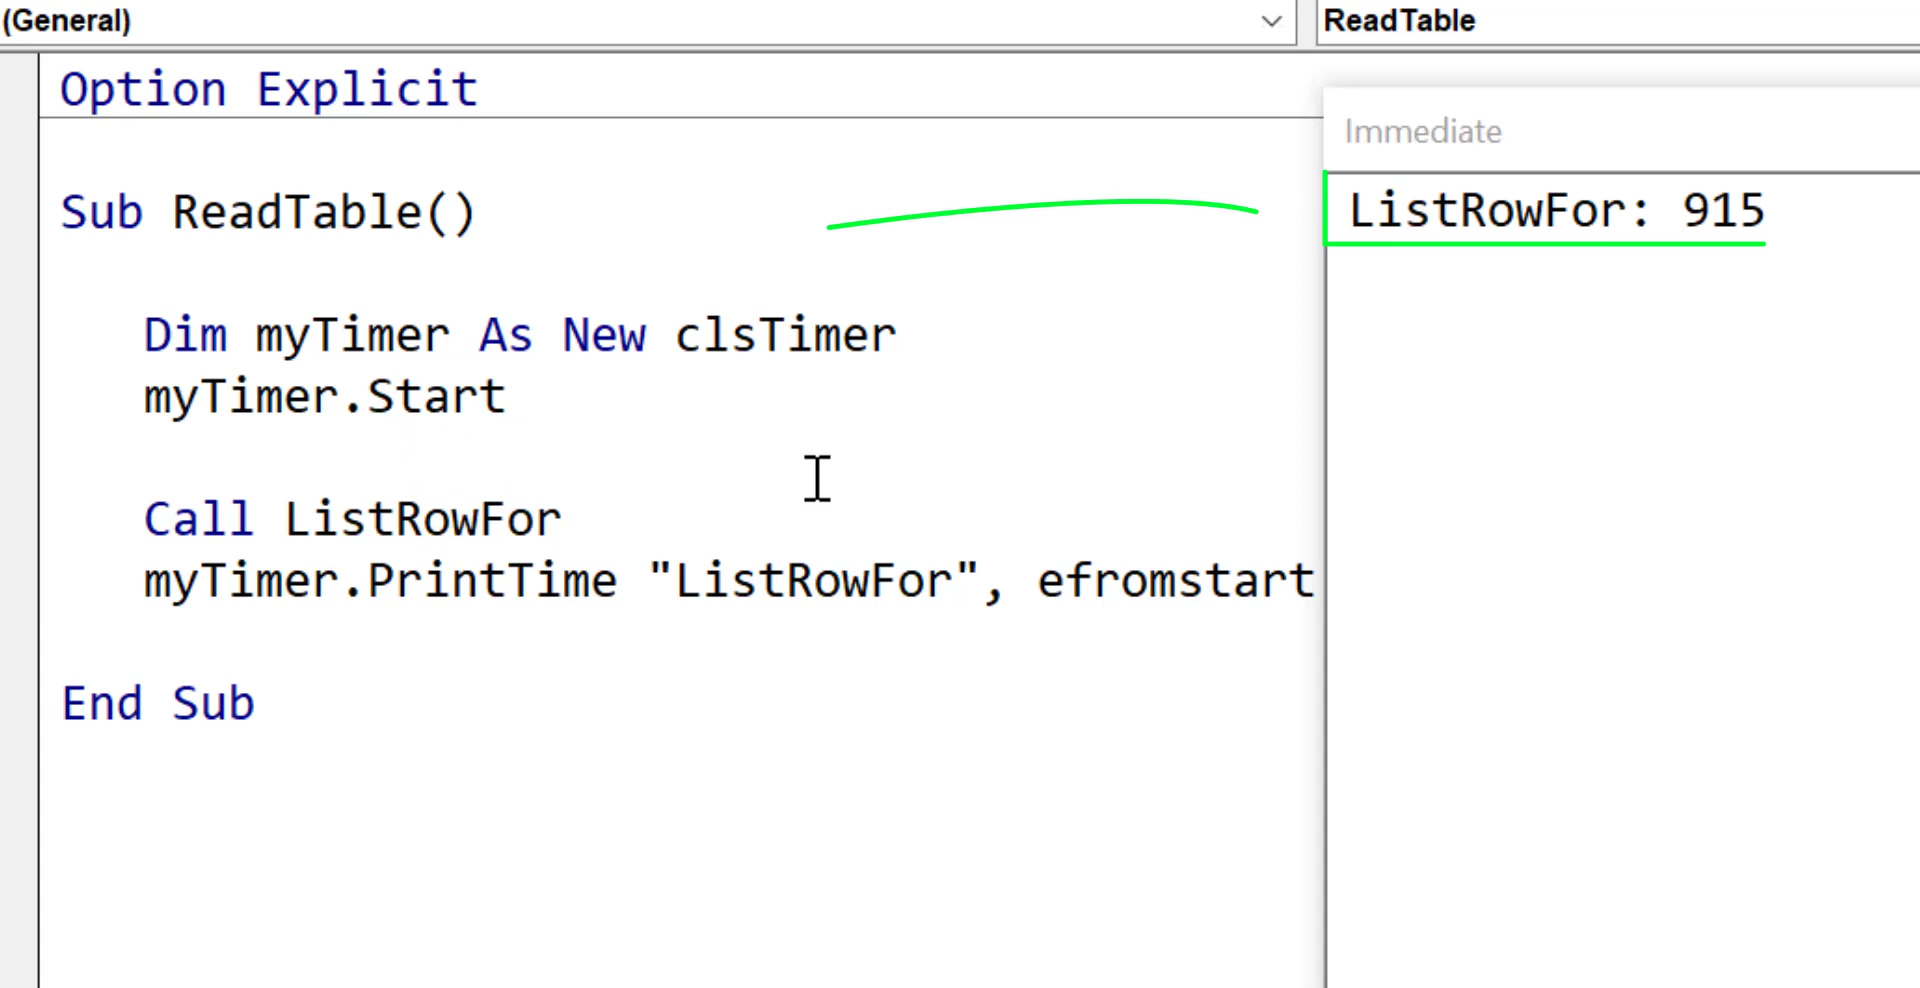 (General)
ReadTable
Option Explicit
Sub ReadTable()
Dim myTimer As New clsTimer
myTimer.Start
Call ListRowFor
myTimer.PrintTime "ListRowFor", efromstart
End Sub
Immediate
ListRowFor: 915